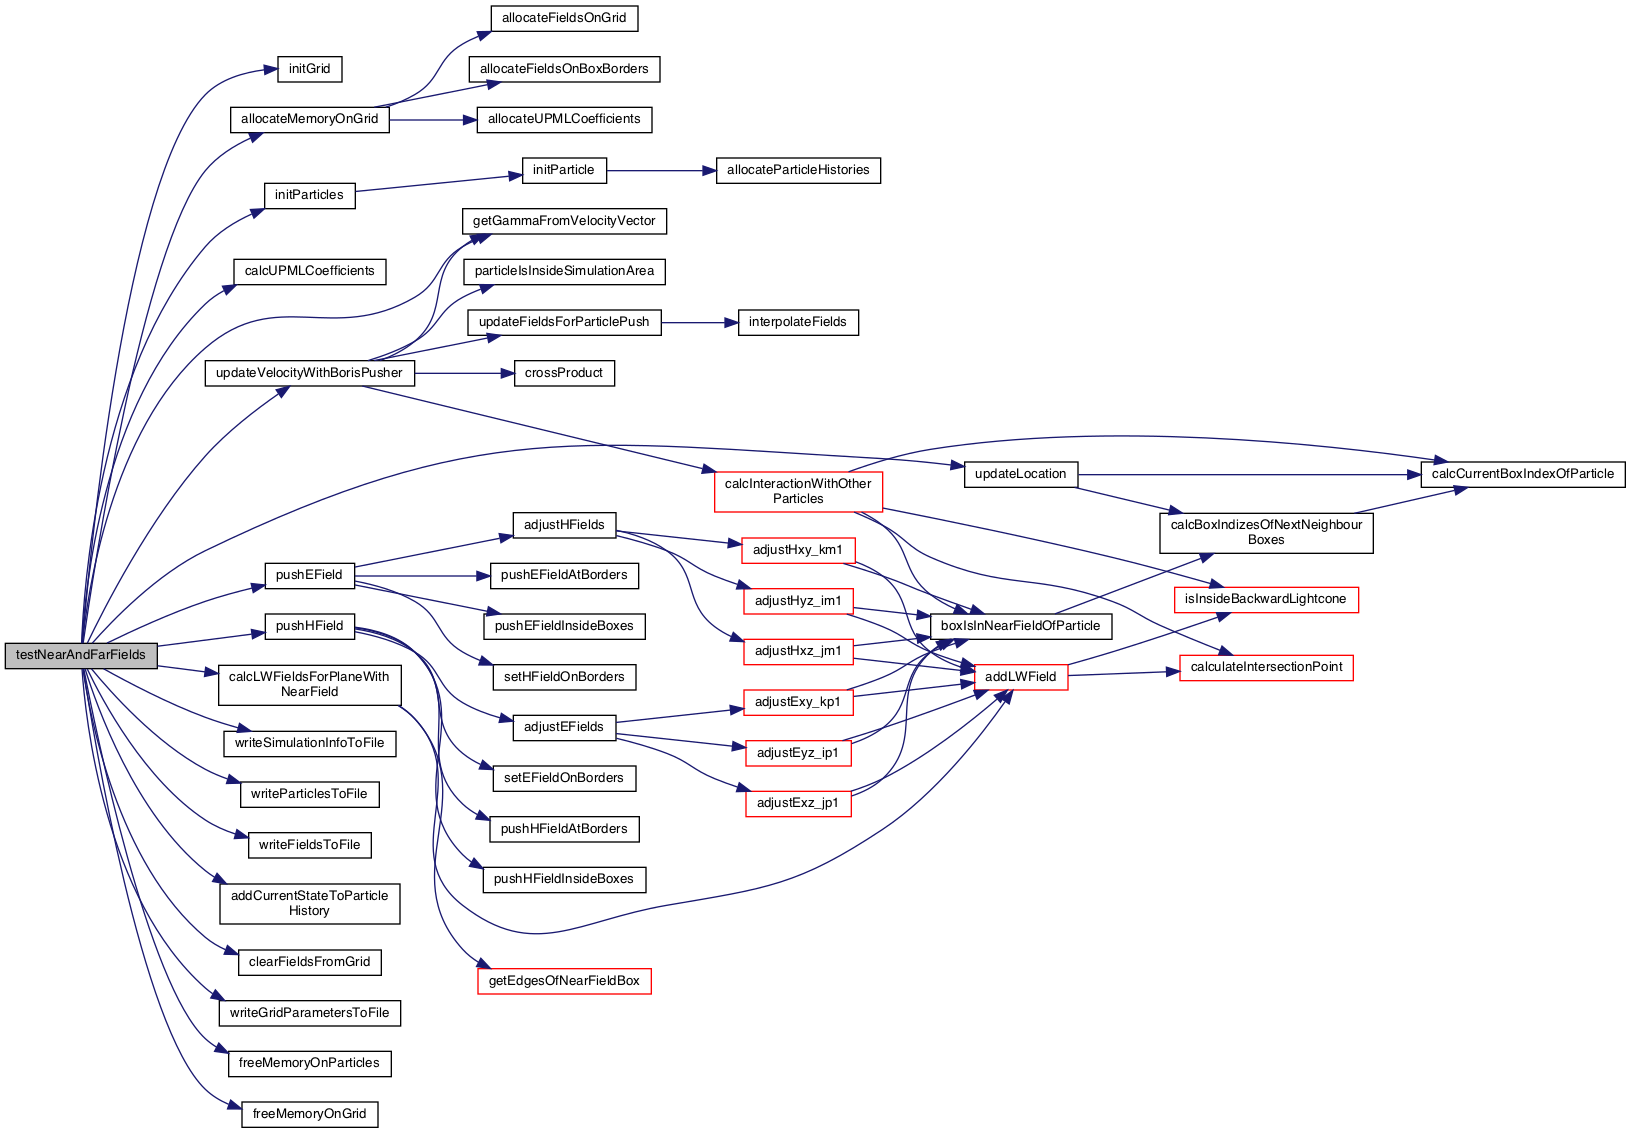 allocateFieldsOnGrid
initGrid
allocateFieldsOnBoxBorders
allocateMemoryOnGrid
allocateUPMLCoefficients
initParticle
allocateParticleHistories
initParticles
getGammaFromVelocityVector
calcUPMLCoefficients
particleIsInsideSimulationArea
updateFieldsForParticlePush
interpolateFields
updateVelocityWithBorisPusher
crossProduct
calcInteractionWithOther
Particles
updateLocation
calcCurrentBoxIndexOfParticle
adjustHFields
calcBoxIndizesOfNextNeighbour
Boxes
adjustHxy_km1
pushEField
pushEFieldAtBorders
adjustHyz_im1
isInsideBackwardLightcone
pushHField
pushEFieldInsideBoxes
boxIsInNearFieldOfParticle
testNearAndFarFields
adjustHxz_jm1
calculateIntersectionPoint
calcLWFieldsForPlaneWith
NearField
setHFieldOnBorders
addLWField
adjustExy_kp1
adjustEFields
writeSimulationInfoToFile
adjustEyz_ip1
setEFieldOnBorders
writeParticlesToFile
adjustExz_jp1
pushHFieldAtBorders
writeFieldsToFile
pushHFieldInsideBoxes
addCurrentStateToParticle
History
clearFieldsFromGrid
getEdgesOfNearFieldBox
writeGridParametersToFile
freeMemoryOnParticles
freeMemoryOnGrid